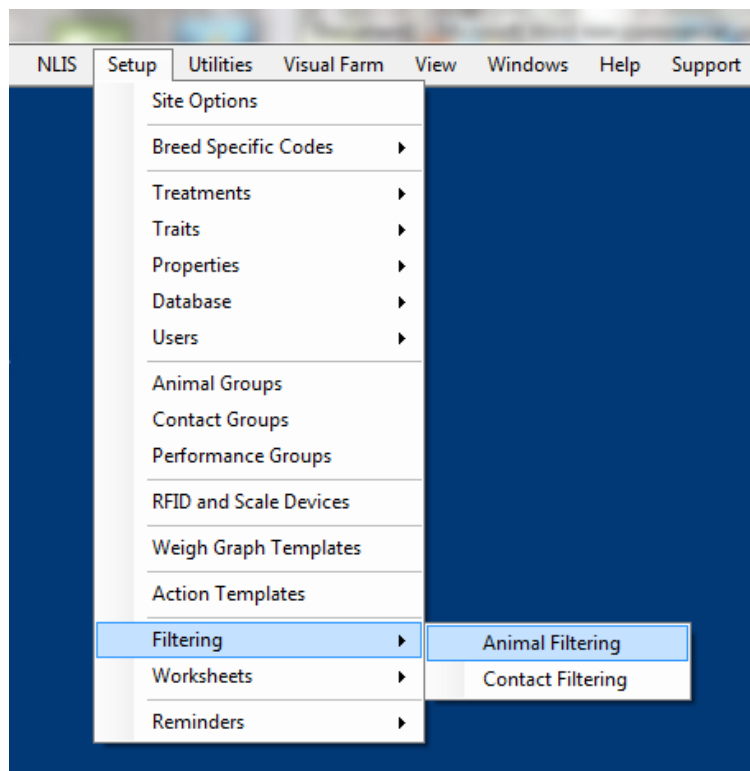 NLIS Setup Utilities Visual Farm View Windows Help Support
Site Options
Breed Specific Codes
Treatments
Traits
Properties
Database
Users
Animal Groups
Contact Groups
Performance Groups
RFID and Scale Devices
Weigh Graph Templates
Action Templates
Filtering
Animal Filtering
Worksheets
Contact Filtering
Reminders